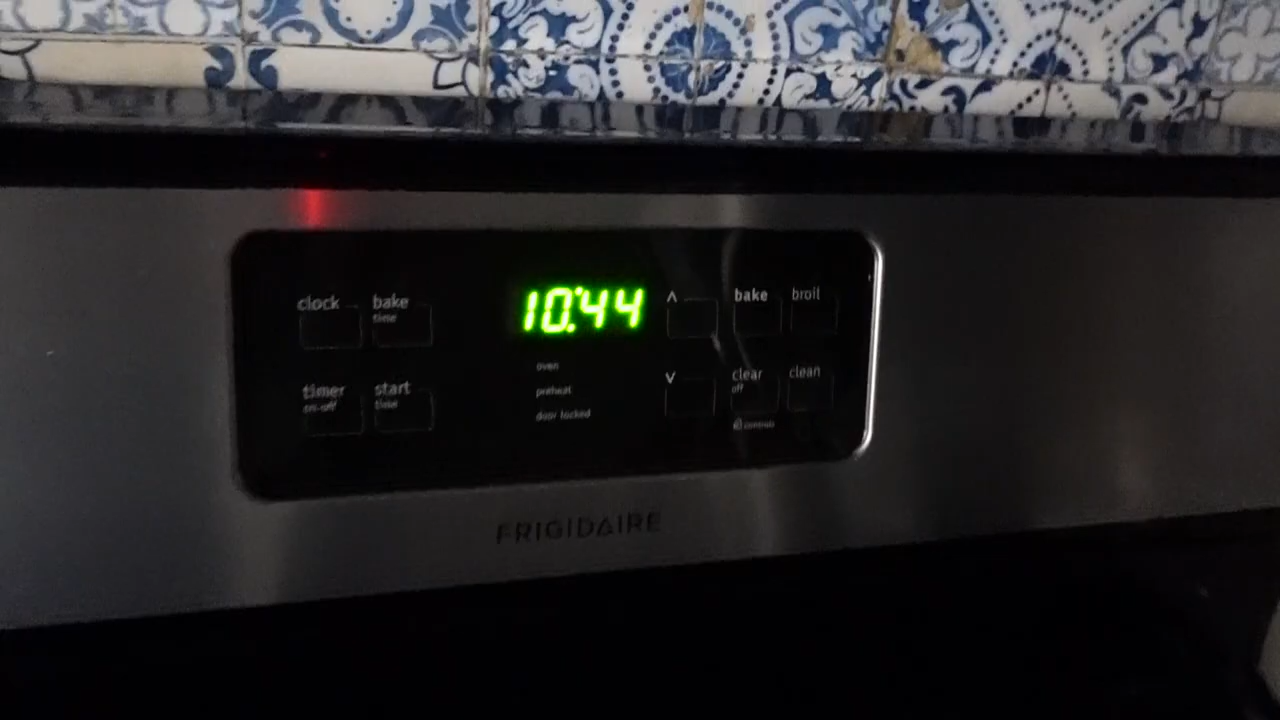 clock
bake
time
10:44
^
bake
broil
oven
preheat
door locked
timer
on-off
start
time
v
clear
off
clean
controls
FRIGIDAIRE